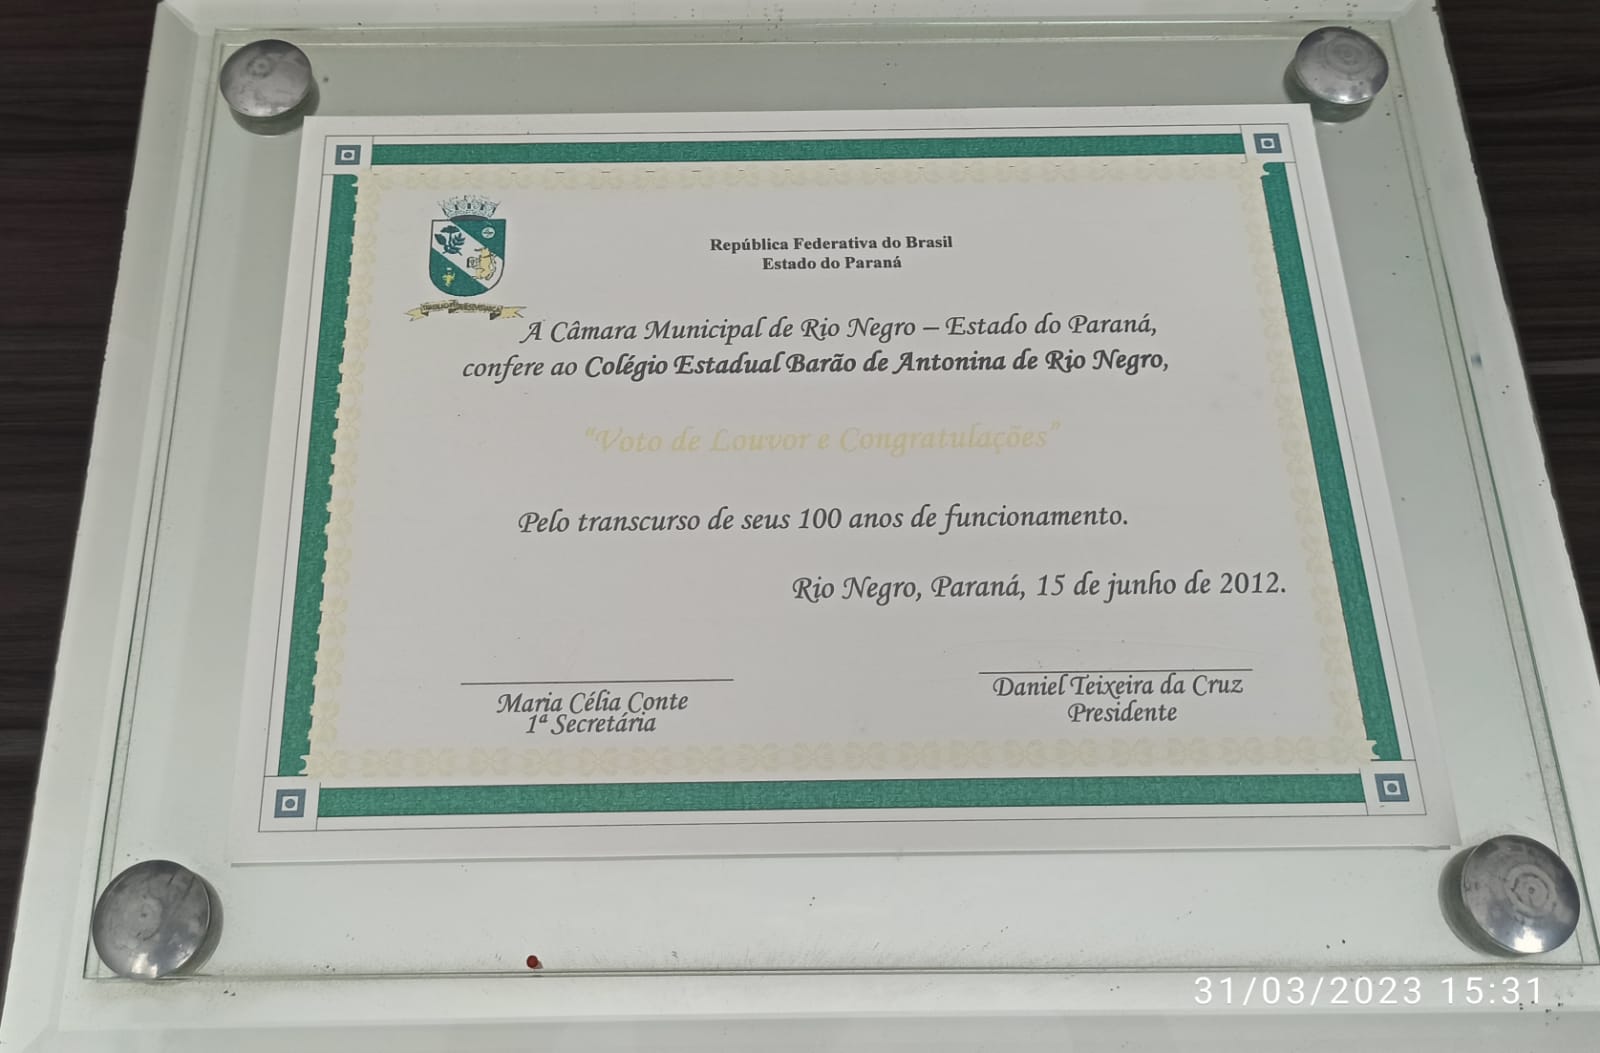 República Federativa do Brasil
Estado do Paraná
A Câmara Municipal de Rio Negro – Estado do Paraná,
confere ao Colégio Estadual Barão de Antonina de Rio Negro,
"Voto de Louvor e Congratulações"
Pelo transcurso de seus 100 anos de funcionamento.
Rio Negro, Paraná, 15 de junho de 2012.
Maria Célia Conte
1ª Secretária
Daniel Teixeira da Cruz
Presidente
31/03/2023 15:31